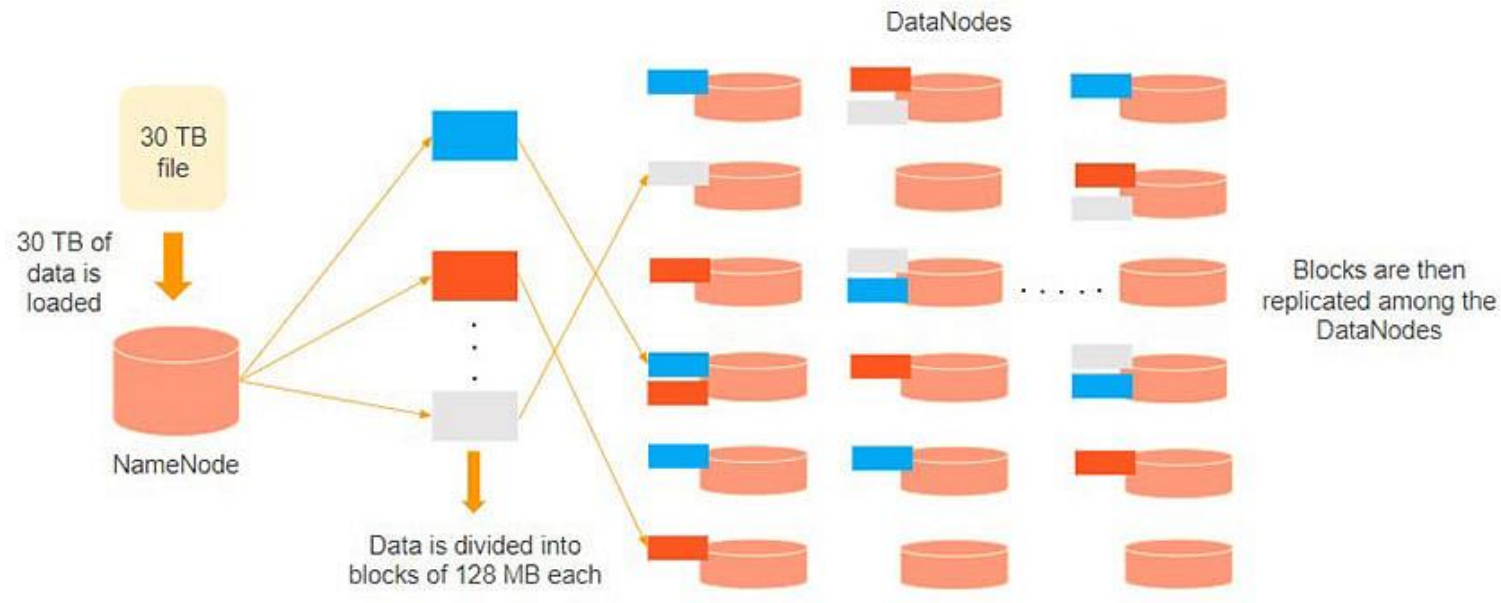 DataNodes
30 TB
file
30 TB of
data is
loaded
NameNode
Data is divided into
blocks of 128 MB each
Blocks are then
replicated among the
DataNodes